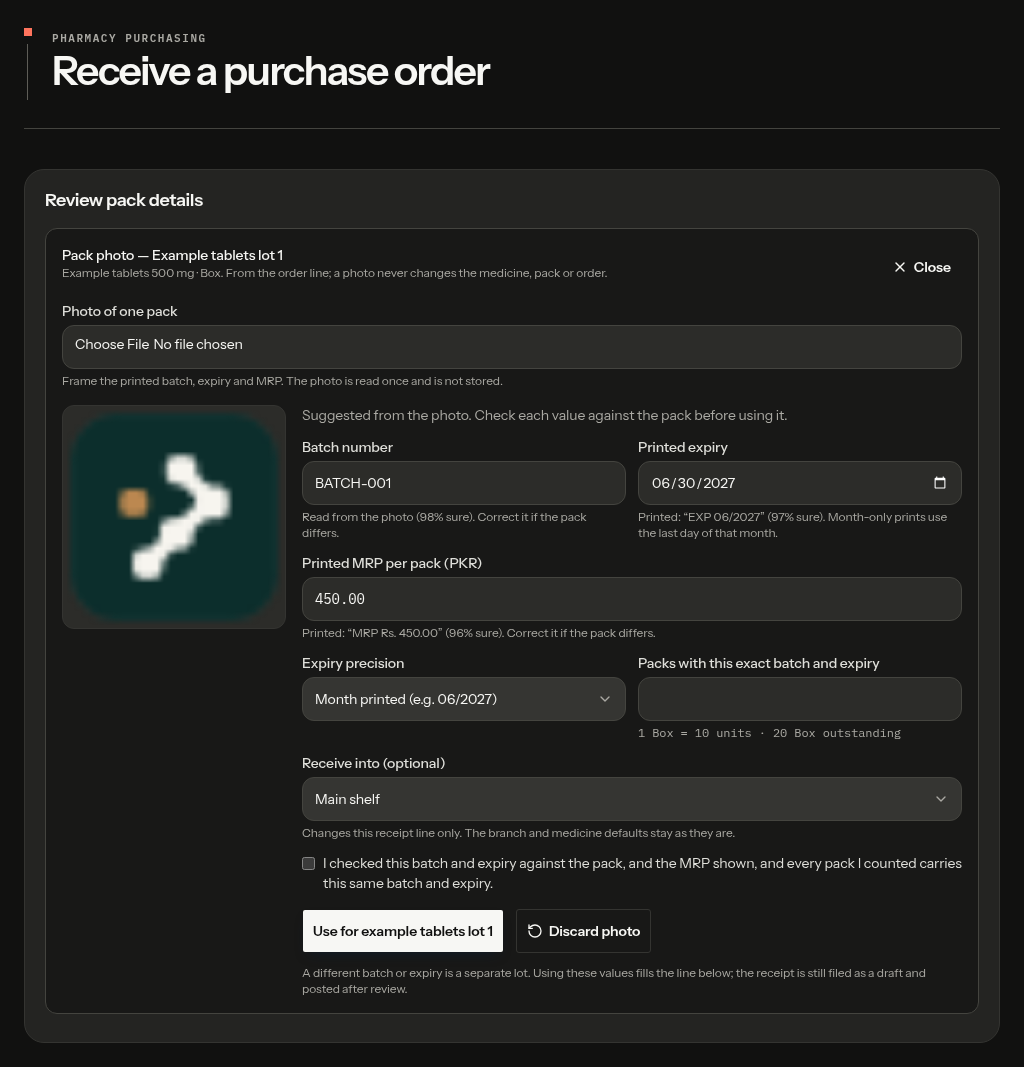 PHARMACY PURCHASING
Receive a purchase order
Review pack details
Pack photo — Example tablets lot 1
Example tablets 500 mg · Box. From the order line; a photo never changes the medicine, pack or order.
Close
Photo of one pack
Choose File No file chosen
Frame the printed batch, expiry and MRP. The photo is read once and is not stored.
Suggested from the photo. Check each value against the pack before using it.
Batch number
BATCH-001
Read from the photo (98% sure). Correct it if the pack
differs.
Printed expiry
06/30/2027
Printed: “EXP 06/2027” (97% sure). Month-only prints use
the last day of that month.
Printed MRP per pack (PKR)
450.00
Printed: “MRP Rs. 450.00” (96% sure). Correct it if the pack differs.
Expiry precision
Month printed (e.g. 06/2027)
Packs with this exact batch and expiry
1 Box = 10 units · 20 Box outstanding
Receive into (optional)
Main shelf
Changes this receipt line only. The branch and medicine defaults stay as they are.
I checked this batch and expiry against the pack, and the MRP shown, and every pack I counted carries
this same batch and expiry.
Use for example tablets lot 1
Discard photo
A different batch or expiry is a separate lot. Using these values fills the line below; the receipt is still filed as a draft and
posted after review.